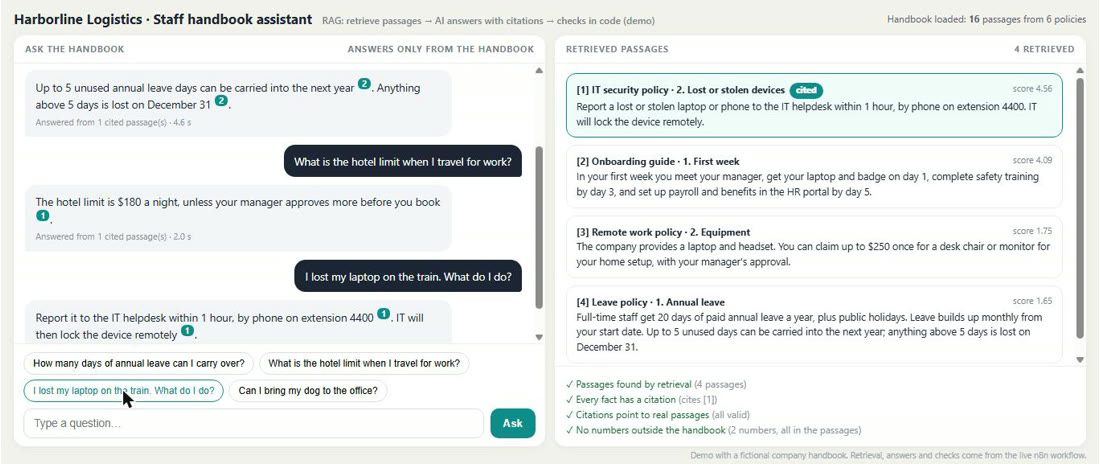 Harborline Logistics · Staff handbook assistant
RAG: retrieve passages → AI answers with citations → checks in code (demo)
Handbook loaded: 16 passages from 6 policies
ASK THE HANDBOOK
ANSWERS ONLY FROM THE HANDBOOK
Up to 5 unused annual leave days can be carried into the next year 2. Anything
above 5 days is lost on December 31 2.
Answered from 1 cited passage(s) · 4.6 s
What is the hotel limit when I travel for work?
The hotel limit is $180 a night, unless your manager approves more before you book
1.
Answered from 1 cited passage(s) · 2.0 s
I lost my laptop on the train. What do I do?
Report it to the IT helpdesk within 1 hour, by phone on extension 4400 1. IT will
then lock the device remotely 1.
How many days of annual leave can I carry over?
What is the hotel limit when I travel for work?
I lost my laptop on the train. What do I do?
Can I bring my dog to the office?
Type a question...
Ask
RETRIEVED PASSAGES
4 RETRIEVED
[1] IT security policy · 2. Lost or stolen devices cited
score 4.56
Report a lost or stolen laptop or phone to the IT helpdesk within 1 hour, by phone on extension 4400. IT
will lock the device remotely.
[2] Onboarding guide · 1. First week
score 4.09
In your first week you meet your manager, get your laptop and badge on day 1, complete safety training
by day 3, and set up payroll and benefits in the HR portal by day 5.
[3] Remote work policy · 2. Equipment
score 1.75
The company provides a laptop and headset. You can claim up to $250 once for a desk chair or monitor for
your home setup, with your manager's approval.
[4] Leave policy · 1. Annual leave
score 1.65
Full-time staff get 20 days of paid annual leave a year, plus public holidays. Leave builds up monthly from
your start date. Up to 5 unused days can be carried into the next year; anything above 5 days is lost on
December 31.
✓ Passages found by retrieval (4 passages)
✓ Every fact has a citation (cites [1])
✓ Citations point to real passages (all valid)
✓ No numbers outside the handbook (2 numbers, all in the passages)
Demo with a fictional company handbook. Retrieval, answers and checks come from the live n8n workflow.